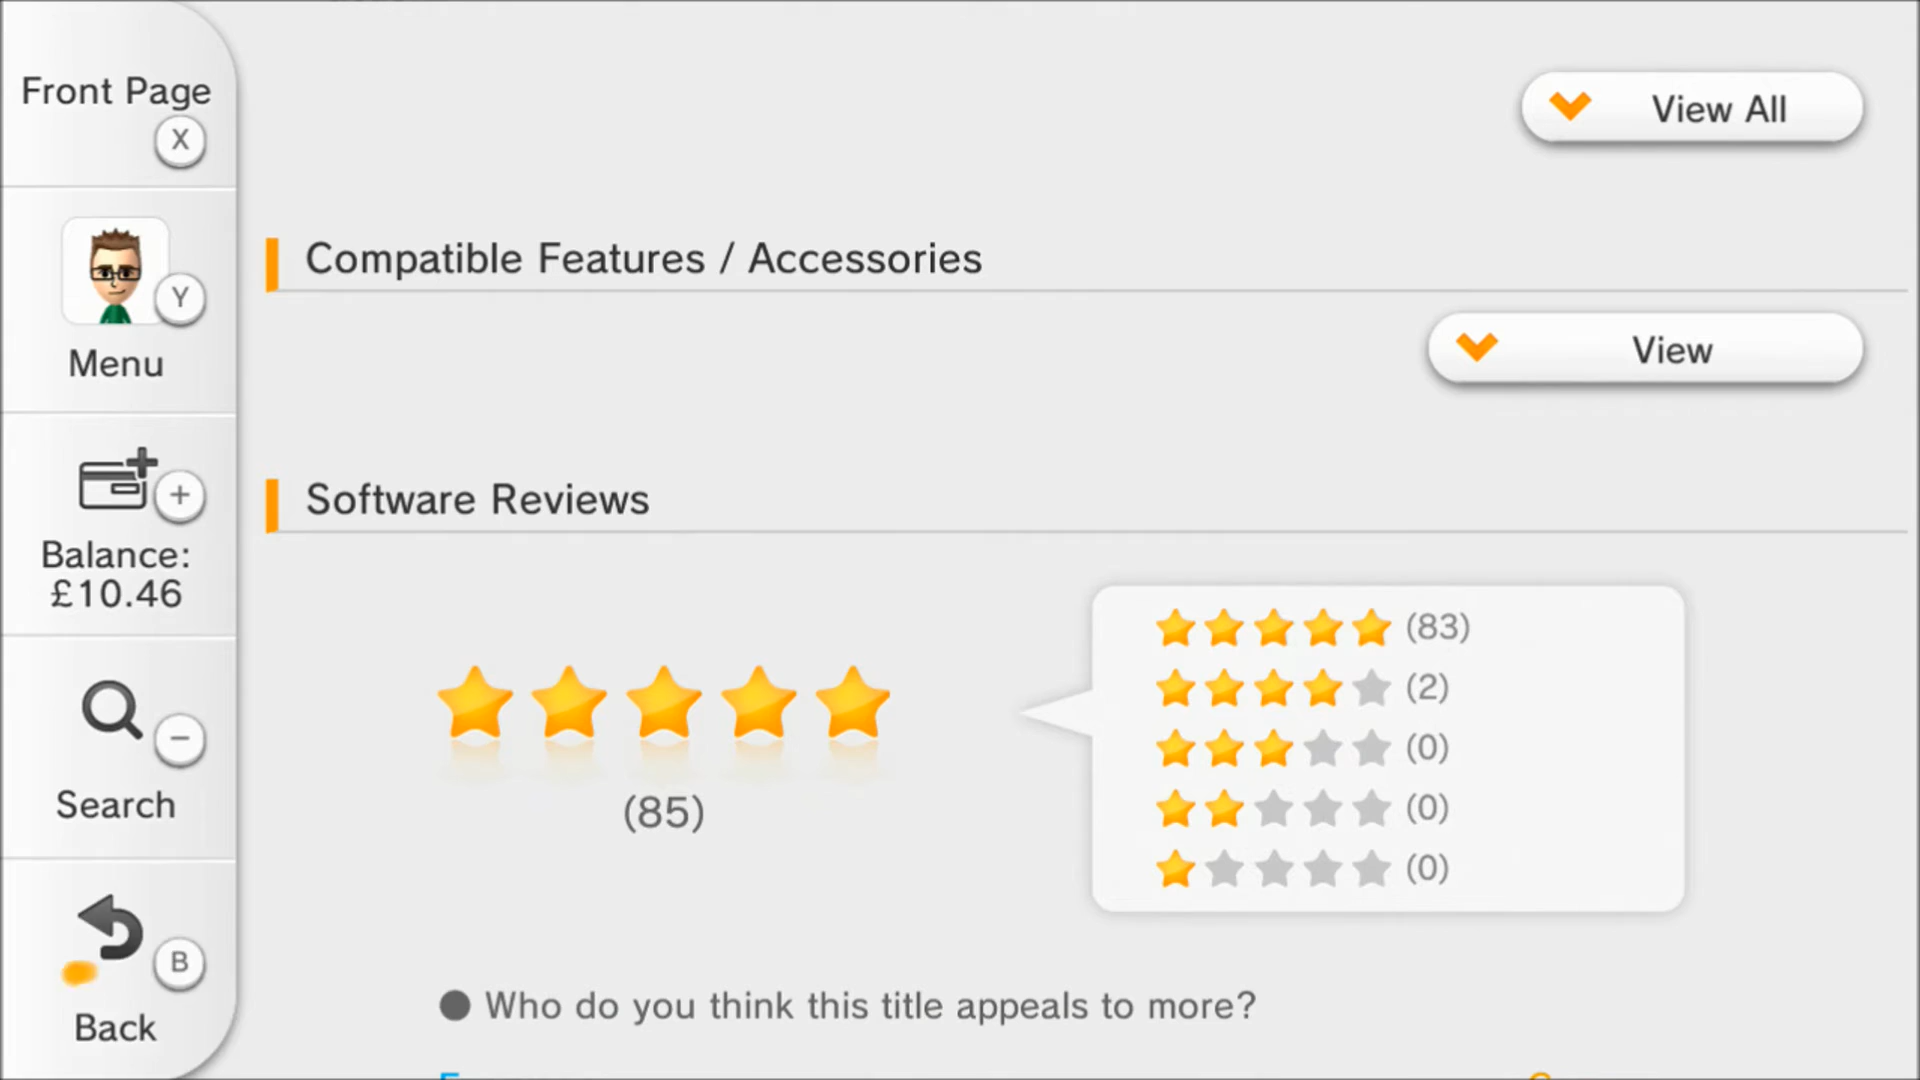 Front Page
X
View All
Compatible Features / Accessories
Y
Menu
View
+
Balance:
£10.46
Software Reviews
(83)
(2)
(0)
(0)
(0)
(85)
−
Search
B
Back
Who do you think this title appeals to more?